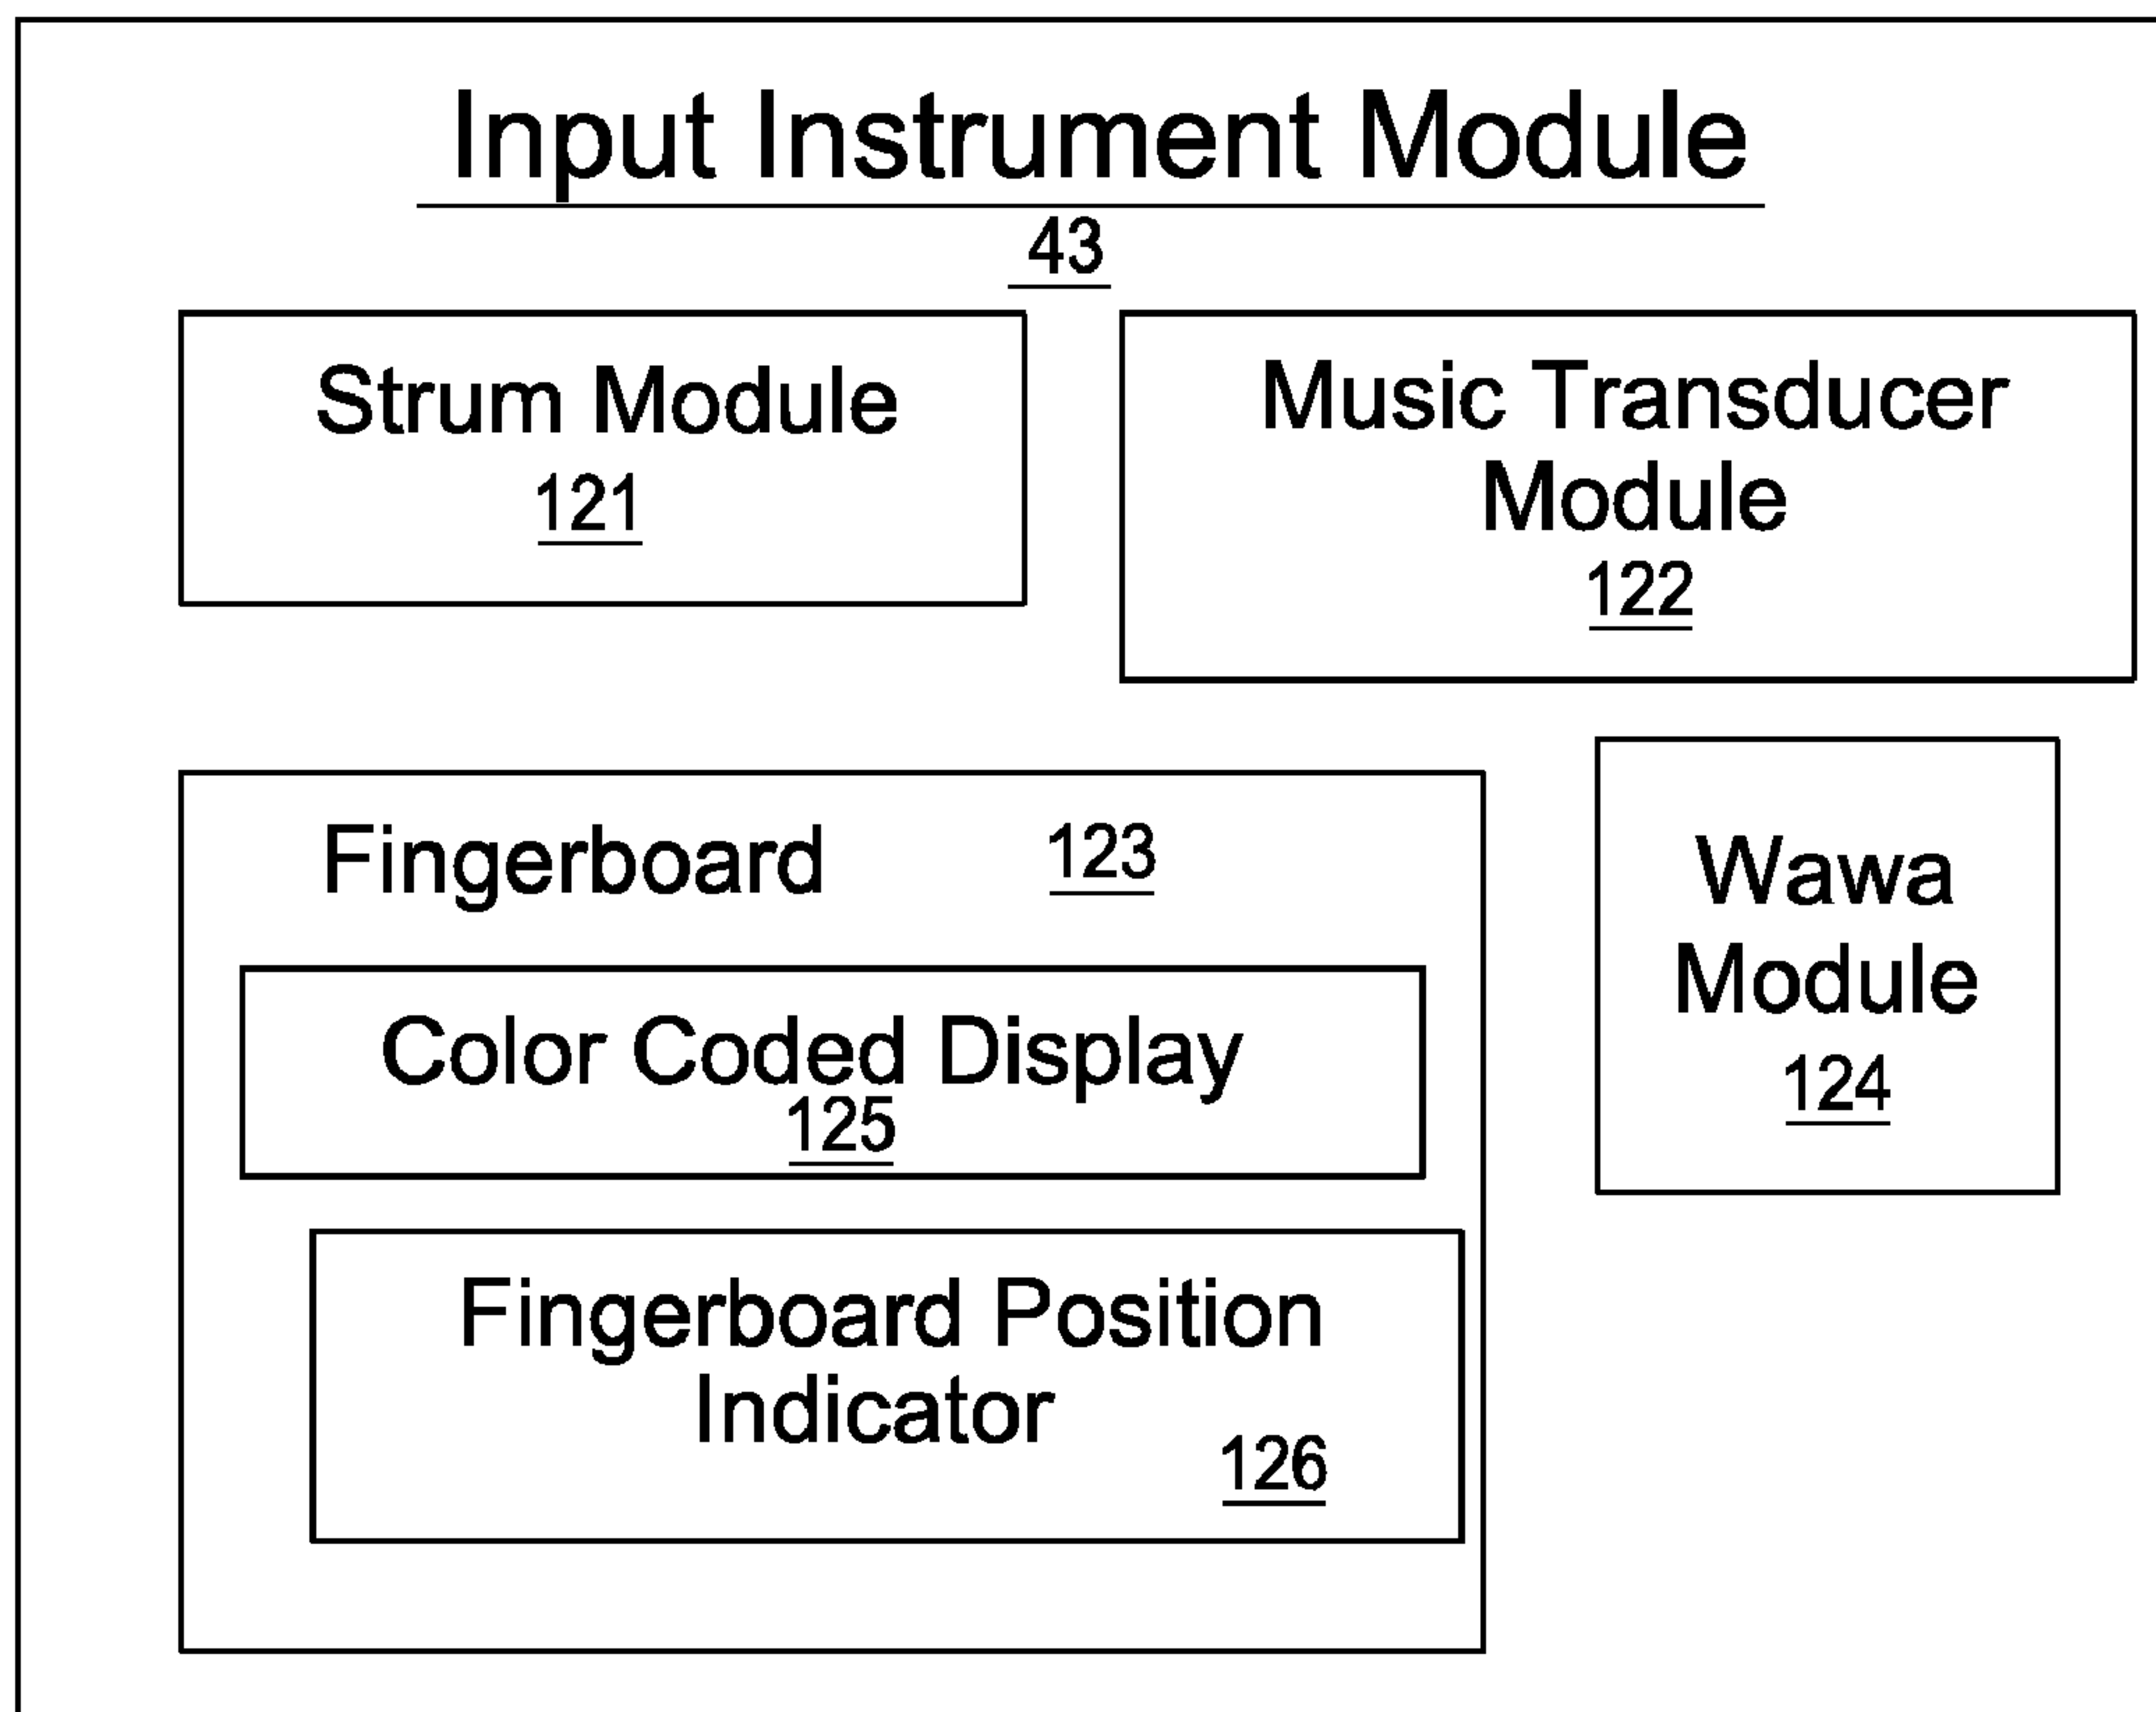 Input Instrument Module
43
Strum Module
121
Music Transducer
Module
122
Fingerboard 123
Color Coded Display
125
Fingerboard Position
Indicator
126
Wawa
Module
124